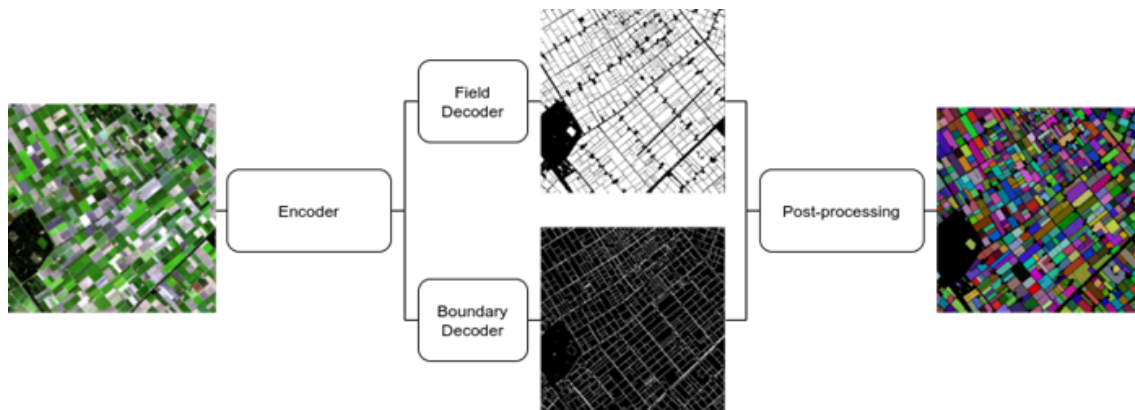 Field
Decoder
Encoder
Post-processing
Boundary
Decoder